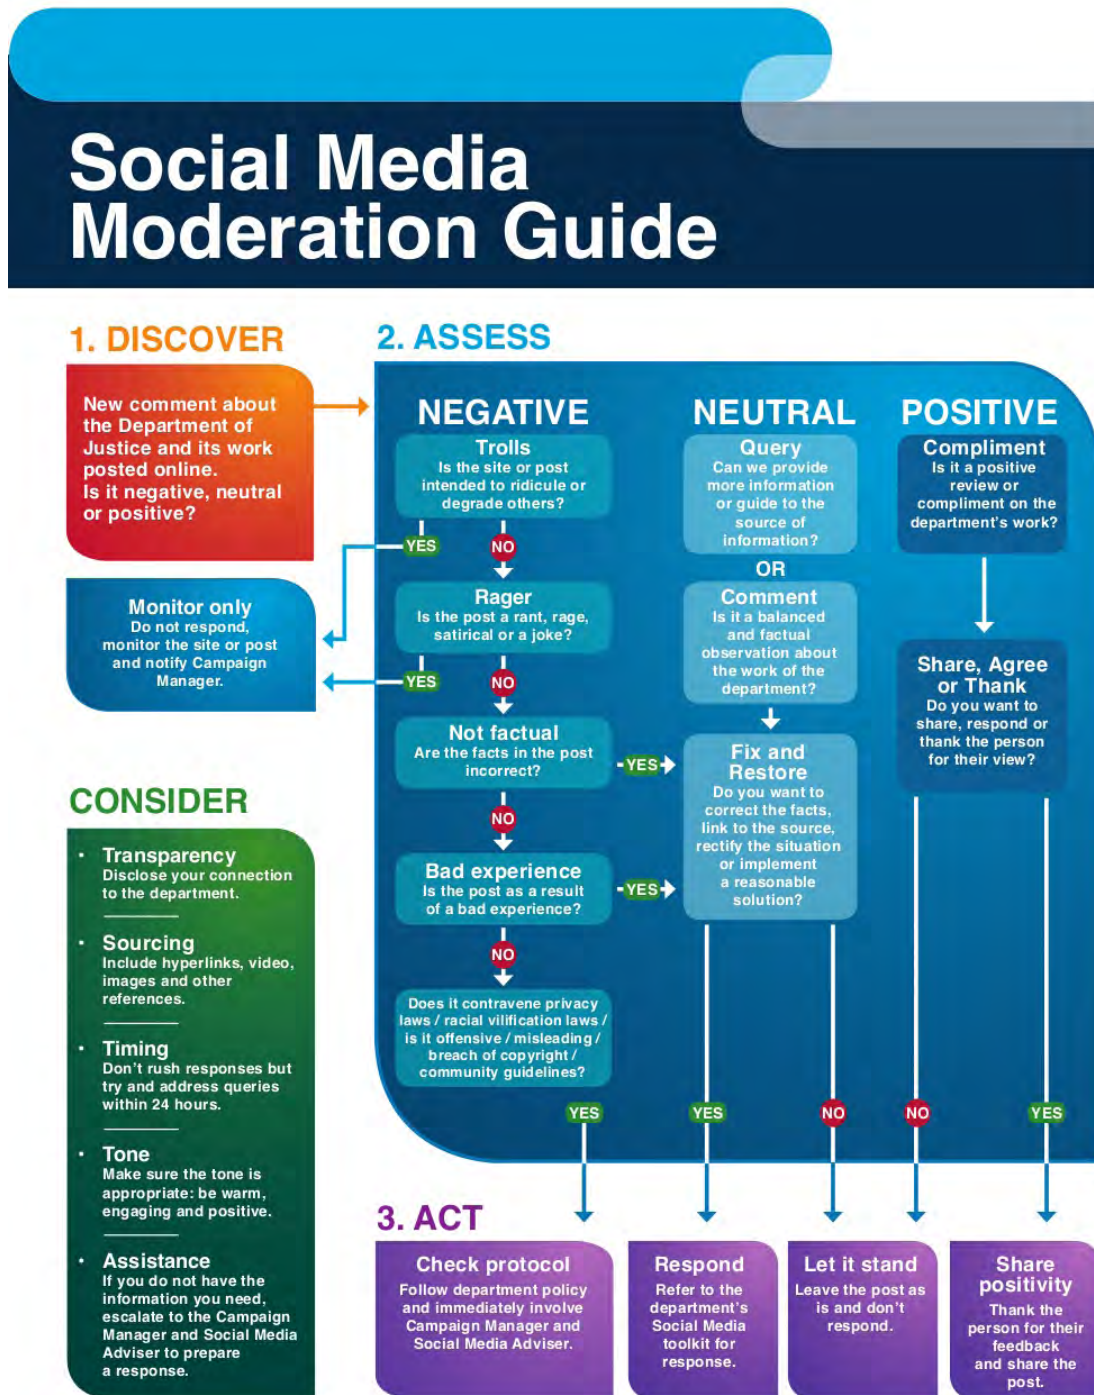 Social Media
Moderation Guide
1. DISCOVER
New comment about
the Department of
Justice and its work
posted online.
Is it negative, neutral
or positive?
Monitor only
Do not respond,
monitor the site or post
and notify Campaign
Manager.
2. ASSESS
NEGATIVE
Trolls
Is the site or post
intended to ridicule or
degrade others?
YES
NO
Rager
Is the post a rant, rage,
satirical or a joke?
YES
NO
Not factual
Are the facts in the post
incorrect?
YES
NO
Bad experience
Is the post as a result
of a bad experience?
YES
NO
Does it contravene privacy
laws / racial vilification laws /
is it offensive / misleading /
breach of copyright /
community guidelines?
YES
NEUTRAL
Query
Can we provide
more information
or guide to the
source of
information?
OR
Comment
Is it a balanced
and factual
observation about
the work of the
department?
Fix and
Restore
Do you want to
correct the facts,
link to the source,
rectify the situation
or implement
a reasonable
solution?
YES
NO
POSITIVE
Compliment
Is it a positive
review or
compliment on the
department's work?
Share, Agree
or Thank
Do you want to
share, respond or
thank the person
for their view?
NO
YES
CONSIDER
• Transparency
Disclose your connection
to the department.
• Sourcing
Include hyperlinks, video,
images and other
references.
• Timing
Don't rush responses but
try and address queries
within 24 hours.
• Tone
Make sure the tone is
appropriate: be warm,
engaging and positive.
• Assistance
If you do not have the
information you need,
escalate to the Campaign
Manager and Social Media
Adviser to prepare
a response.
3. ACT
Check protocol
Follow department policy
and immediately involve
Campaign Manager and
Social Media Adviser.
Respond
Refer to the
department's
Social Media
toolkit for
response.
Let it stand
Leave the post as
is and don't
respond.
Share
positivity
Thank the
person for their
feedback
and share the
post.